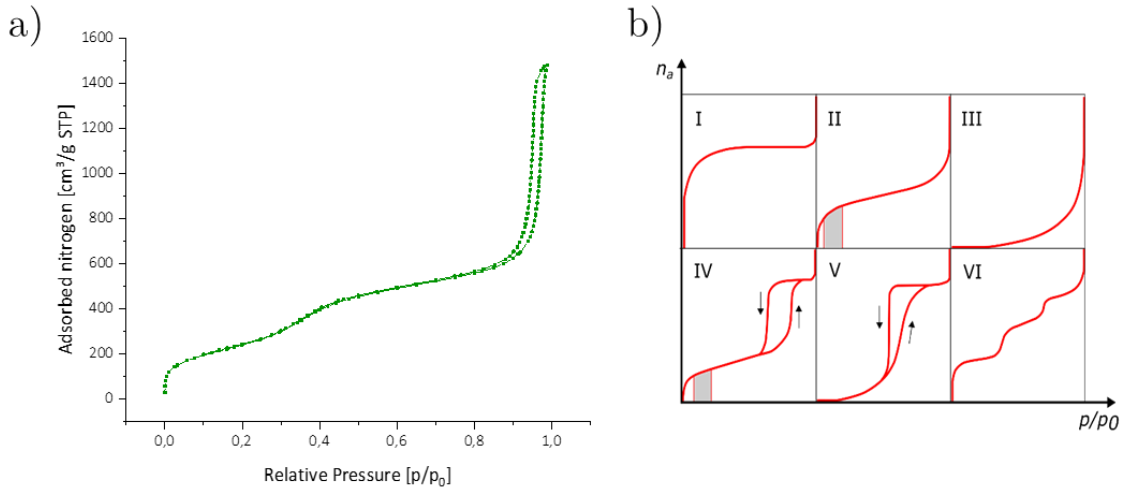 a)
1600
1400
1200
1000
800
600
400
200
0
Adsorbed nitrogen [cm³/g STP]
0,0 0,2 0,4 0,6 0,8 1,0
Relative Pressure [p/p₀]
b)
nₐ
I II III
IV V VI
p/p₀